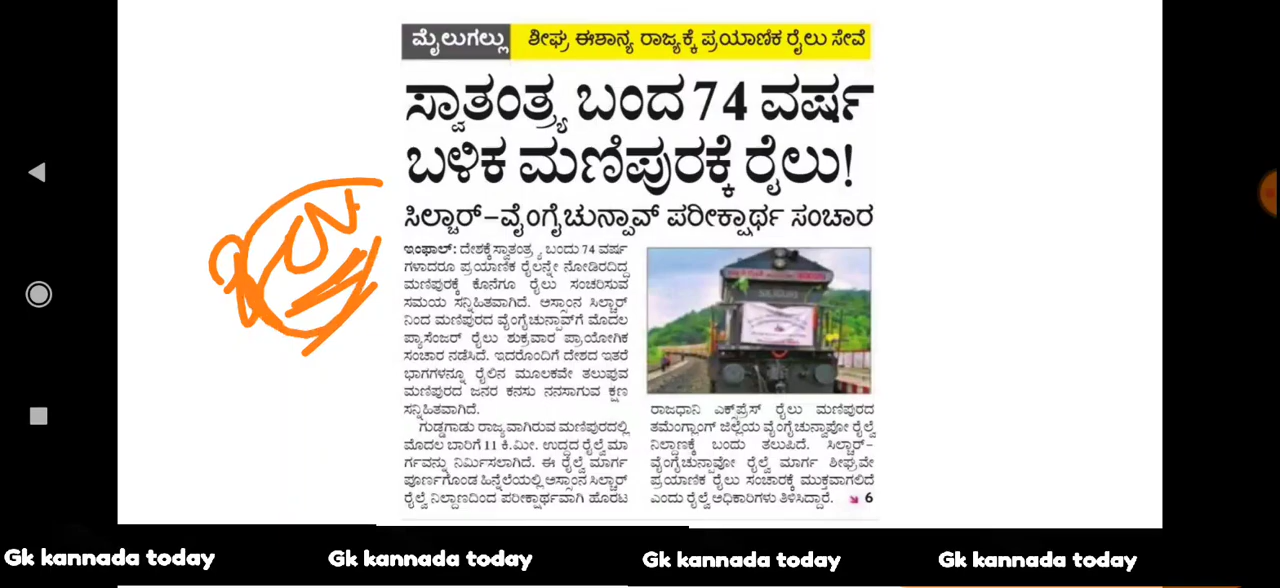 ಮೈಲುಗಲ್ಲು ಶೀಘ್ರ ಈಶಾನ್ಯ ರಾಜ್ಯಕ್ಕೆ ಪ್ರಯಾಣಿಕ ರೈಲು ಸೇವೆ
ಸ್ವಾತಂತ್ರ್ಯ ಬಂದ 74 ವರ್ಷ
ಬಳಿಕ ಮಣಿಪುರಕ್ಕೆ ರೈಲು!
ಸಿಲ್ಚಾರ್-ವೈಂಗೈಚುನ್ಪಾವ್ ಪರೀಕ್ಷಾರ್ಥ ಸಂಚಾರ
ಇಂಫಾಲ್: ದೇಶಕ್ಕೆ ಸ್ವಾತಂತ್ರ್ಯ ಬಂದು 74 ವರ್ಷ
ಗಳಾದರೂ ಪ್ರಯಾಣಿಕ ರೈಲನ್ನೇ ನೋಡಿರದಿದ್ದ
ಮಣಿಪುರಕ್ಕೆ ಕೊನೆಗೂ ರೈಲು ಸಂಚರಿಸುವ
ಸಮಯ ಸನ್ನಿಹಿತವಾಗಿದೆ. ಅಸ್ಸಾಂನ ಸಿಲ್ಚಾರ್
ನಿಂದ ಮಣಿಪುರದ ವೈಂಗೈಚುನ್ಪಾವ್‌ಗೆ ಮೊದಲ
ಪ್ಯಾಸೆಂಜರ್ ರೈಲು ಶುಕ್ರವಾರ ಪ್ರಾಯೋಗಿಕ
ಸಂಚಾರ ನಡೆಸಿದೆ. ಇದರೊಂದಿಗೆ ದೇಶದ ಇತರೆ
ಭಾಗಗಳನ್ನೂ ರೈಲಿನ ಮೂಲಕವೇ ತಲುಪುವ
ಮಣಿಪುರದ ಜನರ ಕನಸು ನನಸಾಗುವ ಕ್ಷಣ
ಸನ್ನಿಹಿತವಾಗಿದೆ.
ಗುಡ್ಡಗಾಡು ರಾಜ್ಯವಾಗಿರುವ ಮಣಿಪುರದಲ್ಲಿ
ಮೊದಲ ಬಾರಿಗೆ 11 ಕಿ.ಮೀ. ಉದ್ದದ ರೈಲ್ವೆ ಮಾ
ರ್ಗವನ್ನು ನಿರ್ಮಿಸಲಾಗಿದೆ. ಈ ರೈಲ್ವೆ ಮಾರ್ಗ
ಪೂರ್ಣಗೊಂಡ ಹಿನ್ನೆಲೆಯಲ್ಲಿ ಅಸ್ಸಾಂನ ಸಿಲ್ಚಾರ್
ರೈಲ್ವೆ ನಿಲ್ದಾಣದಿಂದ ಪರೀಕ್ಷಾರ್ಥವಾಗಿ ಹೊರಟ
ರಾಜಧಾನಿ ಎಕ್ಸ್‌ಪ್ರೆಸ್ ರೈಲು ಮಣಿಪುರದ
ತಮೆಂಗ್ಲಾಂಗ್ ಜಿಲ್ಲೆಯ ವೈಂಗೈಚುನ್ಪಾವೋ ರೈಲ್ವೆ
ನಿಲ್ದಾಣಕ್ಕೆ ಬಂದು ತಲುಪಿದೆ. ಸಿಲ್ಚಾರ್-
ವೈಂಗೈಚುನ್ಪಾವೋ ರೈಲ್ವೆ ಮಾರ್ಗ ಶೀಘ್ರವೇ
ಪ್ರಯಾಣಿಕ ರೈಲು ಸಂಚಾರಕ್ಕೆ ಮುಕ್ತವಾಗಲಿದೆ
ಎಂದು ರೈಲ್ವೆ ಅಧಿಕಾರಿಗಳು ತಿಳಿಸಿದ್ದಾರೆ. 6
Gk kannada today Gk kannada today Gk kannada today Gk kannada today